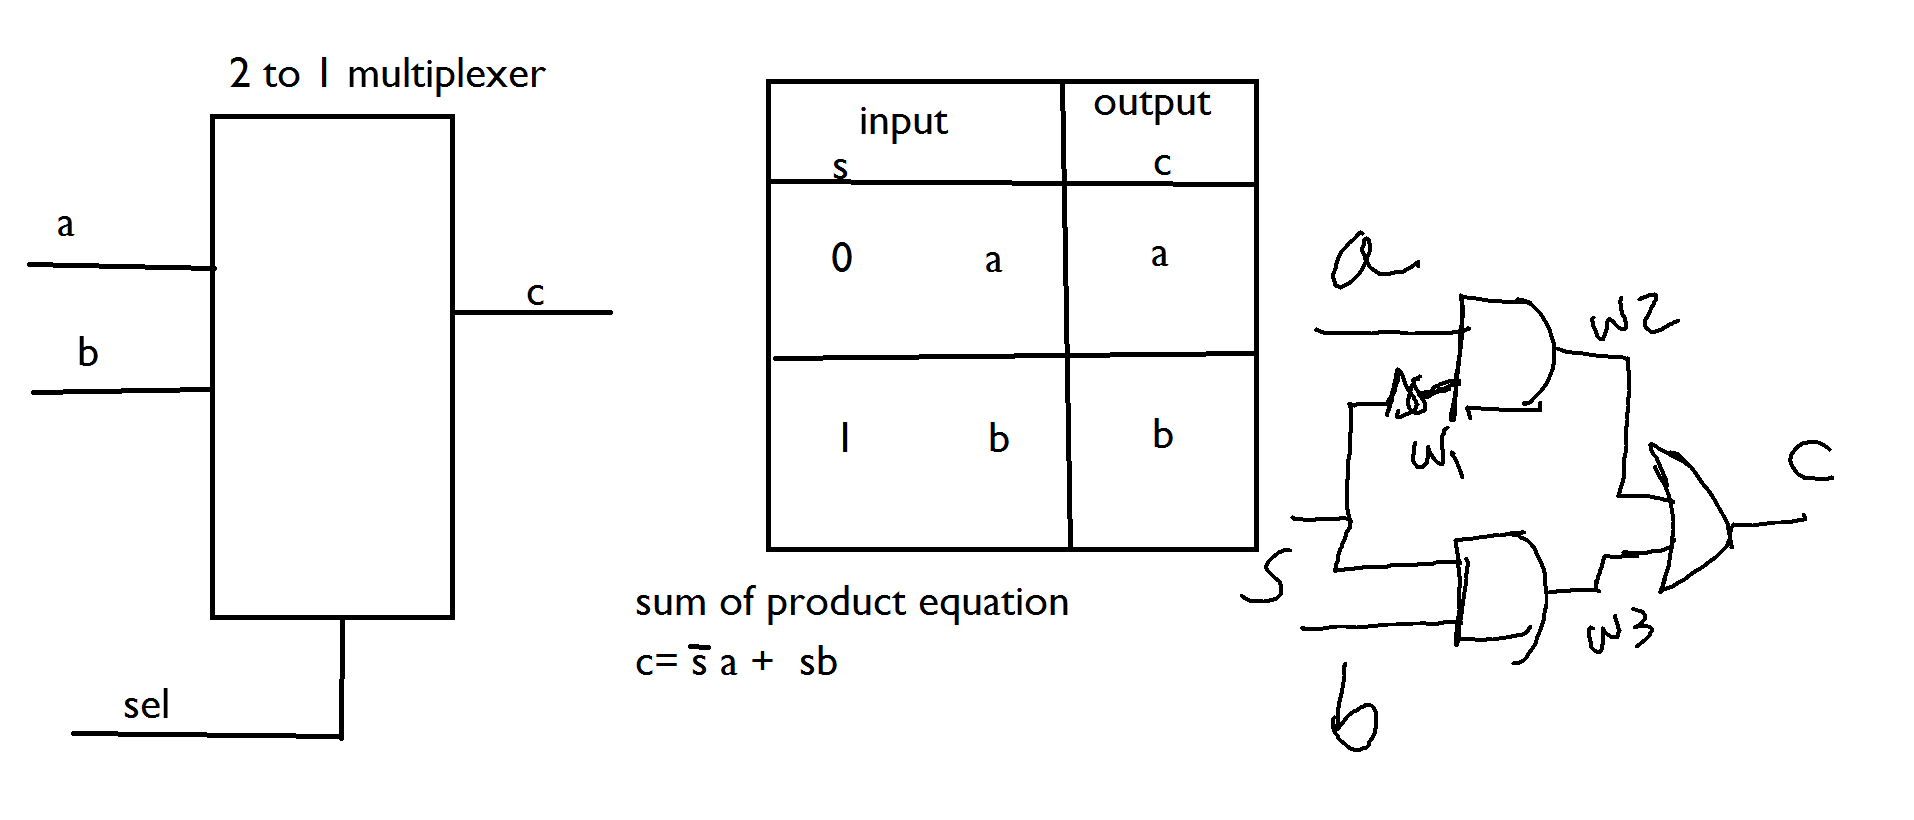 2 to 1 multiplexer
a
b
c
sel
input
output
s
c
0 a a
1 b b
sum of product equation
c= s̅ a + sb
a
w2
w1
c
s
w3
b